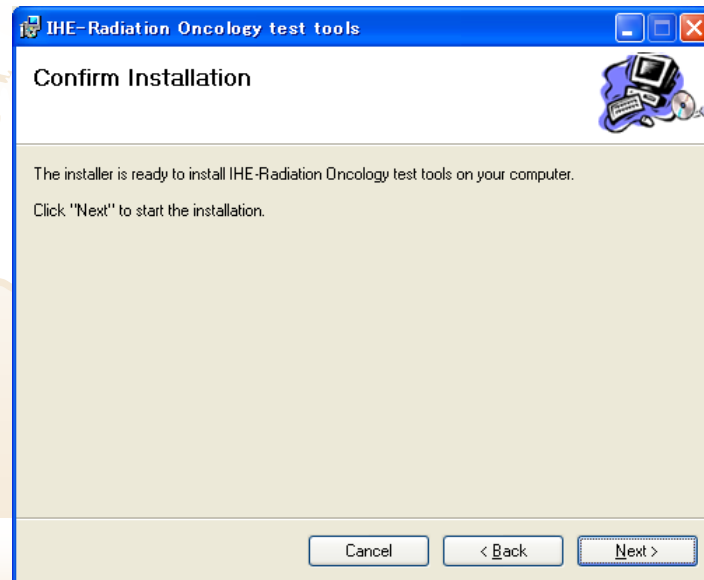 IHE-Radiation Oncology test tools
Confirm Installation
The installer is ready to install IHE-Radiation Oncology test tools on your computer.
Click "Next" to start the installation.
Cancel
< Back
Next >